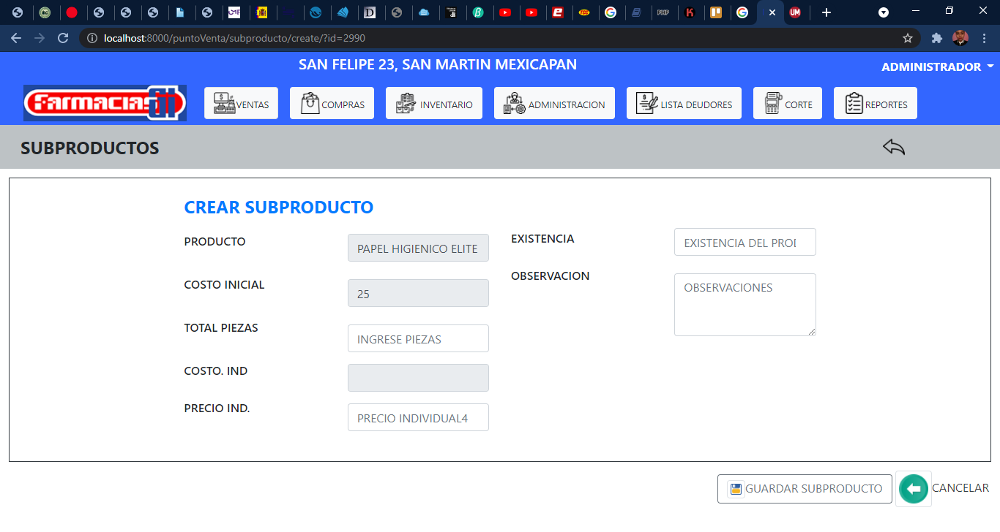 localhost:8000/puntoVenta/subproducto/create/?id=2990
SAN FELIPE 23, SAN MARTIN MEXICAPAN
ADMINISTRADOR
Farmacias
VENTAS
COMPRAS
INVENTARIO
ADMINISTRACION
LISTA DEUDORES
CORTE
REPORTES
SUBPRODUCTOS
CREAR SUBPRODUCTO
PRODUCTO
PAPEL HIGIENICO ELITE
COSTO INICIAL
25
TOTAL PIEZAS
INGRESE PIEZAS
COSTO. IND
PRECIO IND.
PRECIO INDIVIDUAL4
EXISTENCIA
EXISTENCIA DEL PROI
OBSERVACION
OBSERVACIONES
GUARDAR SUBPRODUCTO
CANCELAR